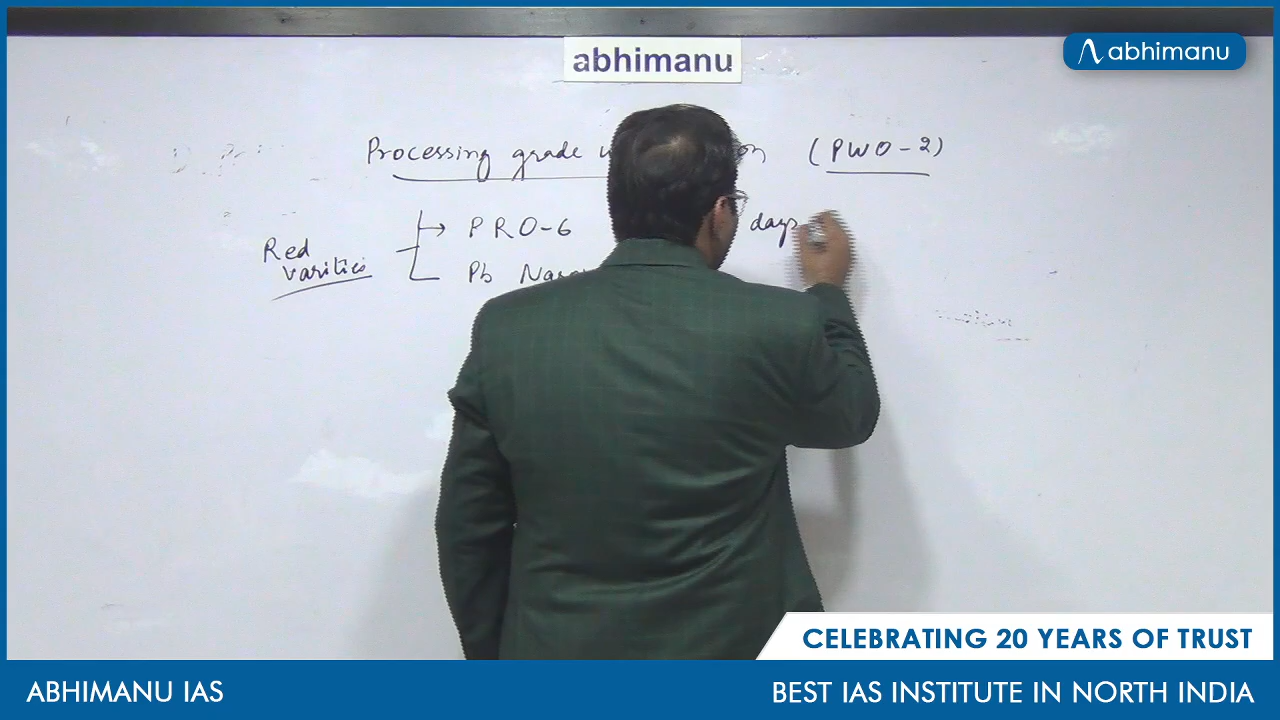 abhimanu
abhimanu
Processing grade (PWO-2)
Red varities
PRO-6 days
Pb
CELEBRATING 20 YEARS OF TRUST
ABHIMANU IAS
BEST IAS INSTITUTE IN NORTH INDIA